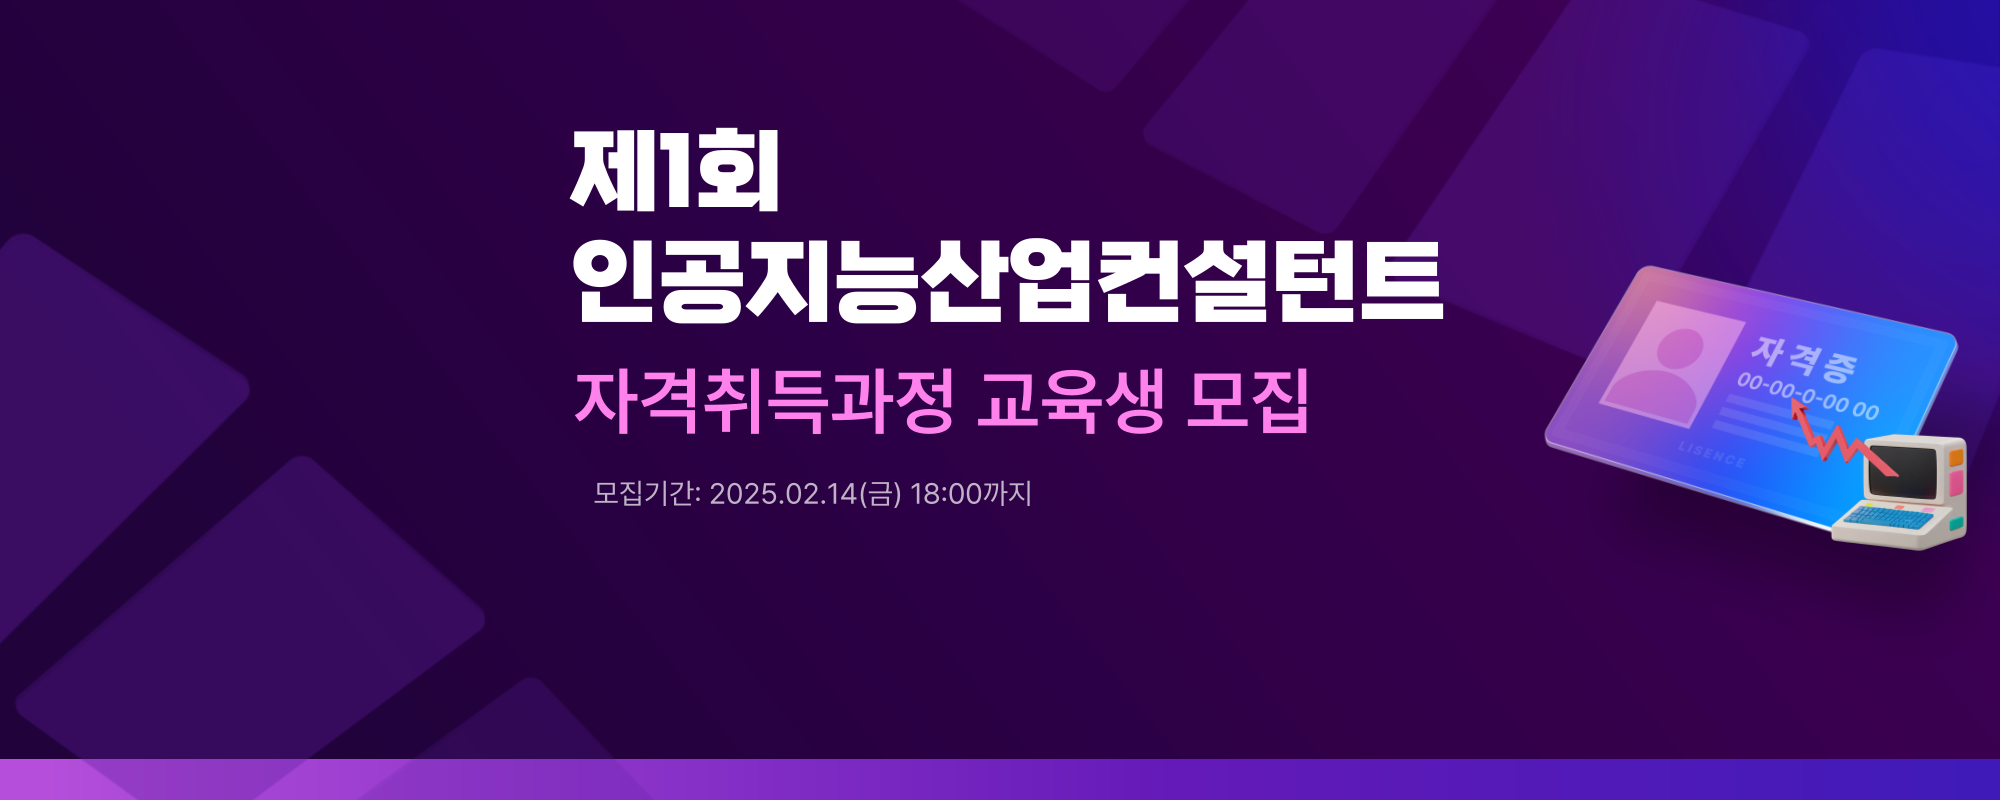 제1회
인공지능산업컨설턴트
자격취득과정 교육생 모집
모집기간: 2025.02.14(금) 18:00까지
자격증
00-00-0-00 00
LISENCE